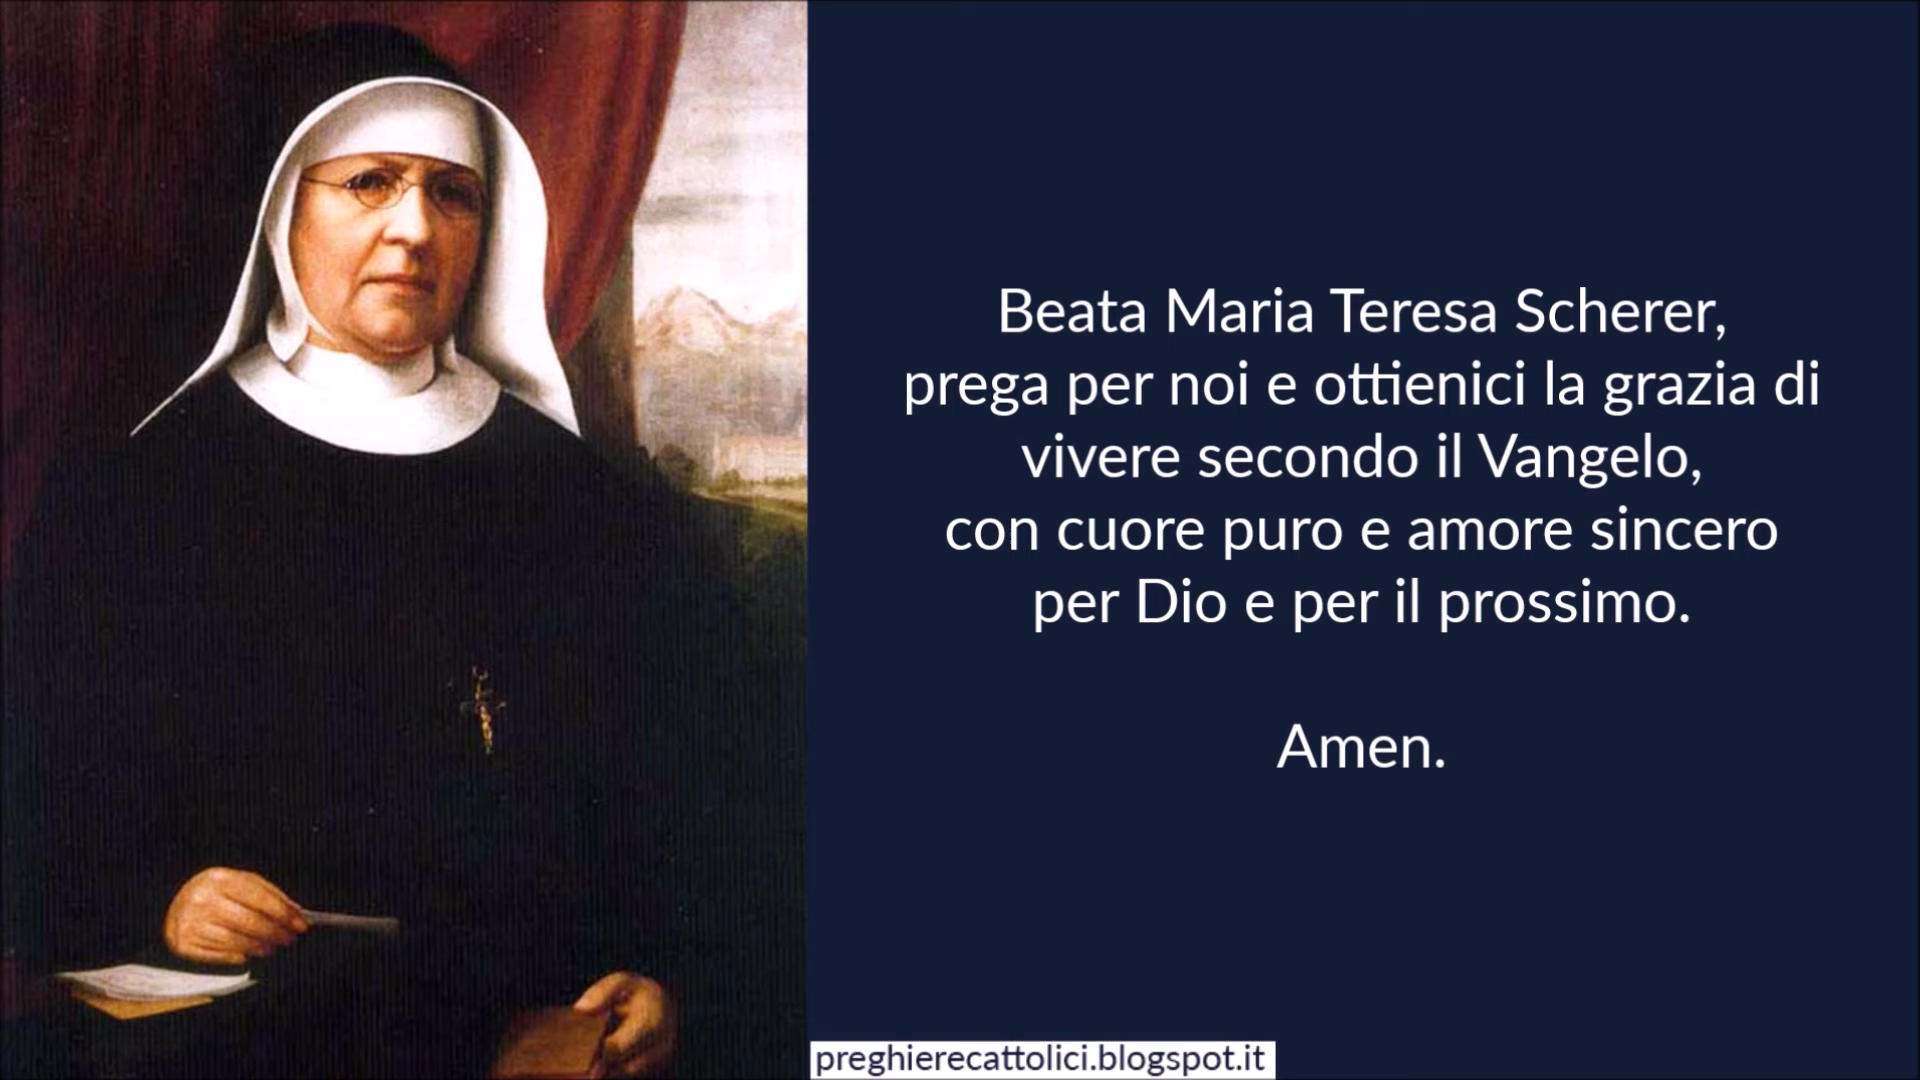 Beata Maria Teresa Scherer,
prega per noi e ottienici la grazia di
vivere secondo il Vangelo,
con cuore puro e amore sincero
per Dio e per il prossimo.
Amen.
preghierecattolici.blogspot.it